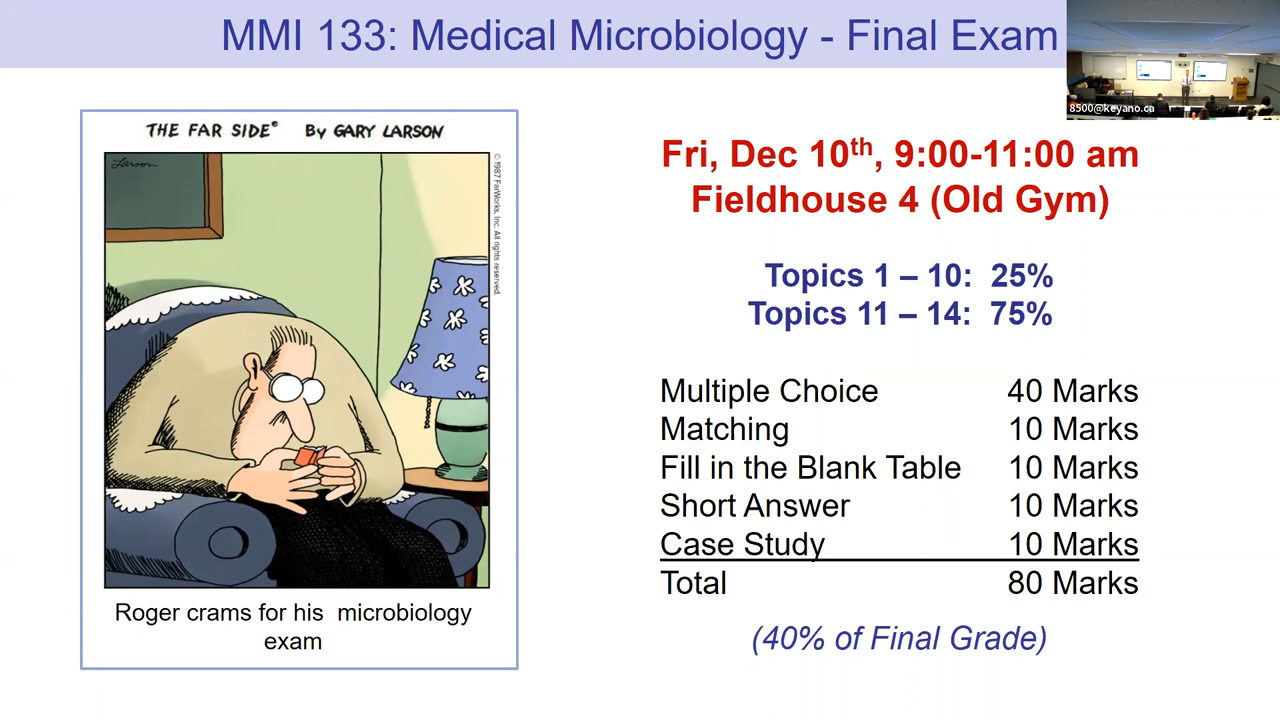 MMI 133: Medical Microbiology - Final Exam
8500@keyano.ca
THE FAR SIDE® By GARY LARSON
Larson
© 1987 FarWorks, Inc. All rights reserved.
Roger crams for his microbiology
exam
Fri, Dec 10th, 9:00-11:00 am
Fieldhouse 4 (Old Gym)
Topics 1 – 10: 25%
Topics 11 – 14: 75%
Multiple Choice 40 Marks
Matching 10 Marks
Fill in the Blank Table 10 Marks
Short Answer 10 Marks
Case Study 10 Marks
Total 80 Marks
(40% of Final Grade)